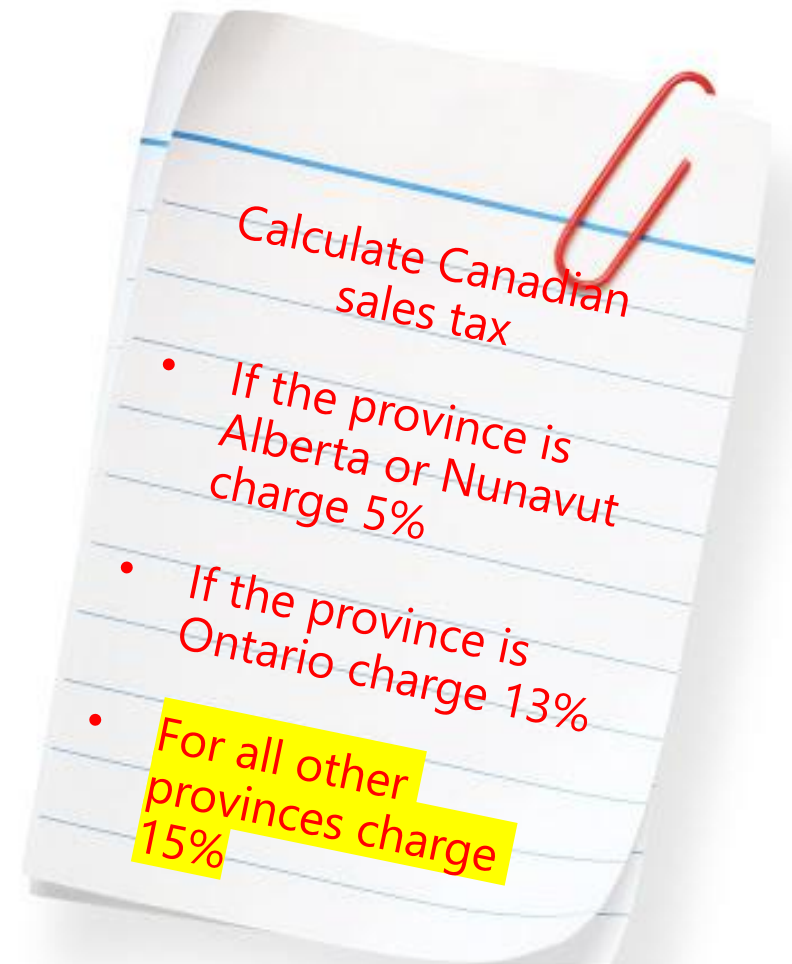 Calculate Canadian
sales tax
• If the province is
Alberta or Nunavut
charge 5%
• If the province is
Ontario charge 13%
• For all other
provinces charge
15%